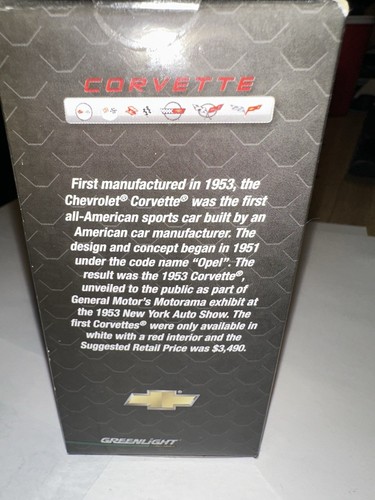 CORVETTE
First manufactured in 1953, the
Chevrolet® Corvette® was the first
all-American sports car built by an
American car manufacturer. The
design and concept began in 1951
under the code name “Opel”. The
result was the 1953 Corvette®,
unveiled to the public as part of
General Motor's Motorama exhibit at
the 1953 New York Auto Show. The
first Corvettes® were only available in
white with a red interior and the
Suggested Retail Price was $3,490.
GREENLIGHT